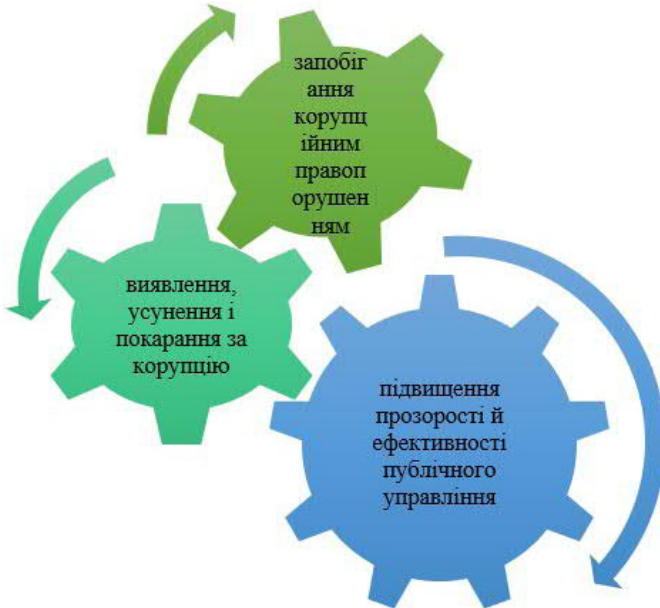 запобіг
ання
корупц
ійним
правоп
орушен
ням
виявлення,
усунення і
покарання за
корупцію
підвищення
прозорості й
ефективності
публічного
управління